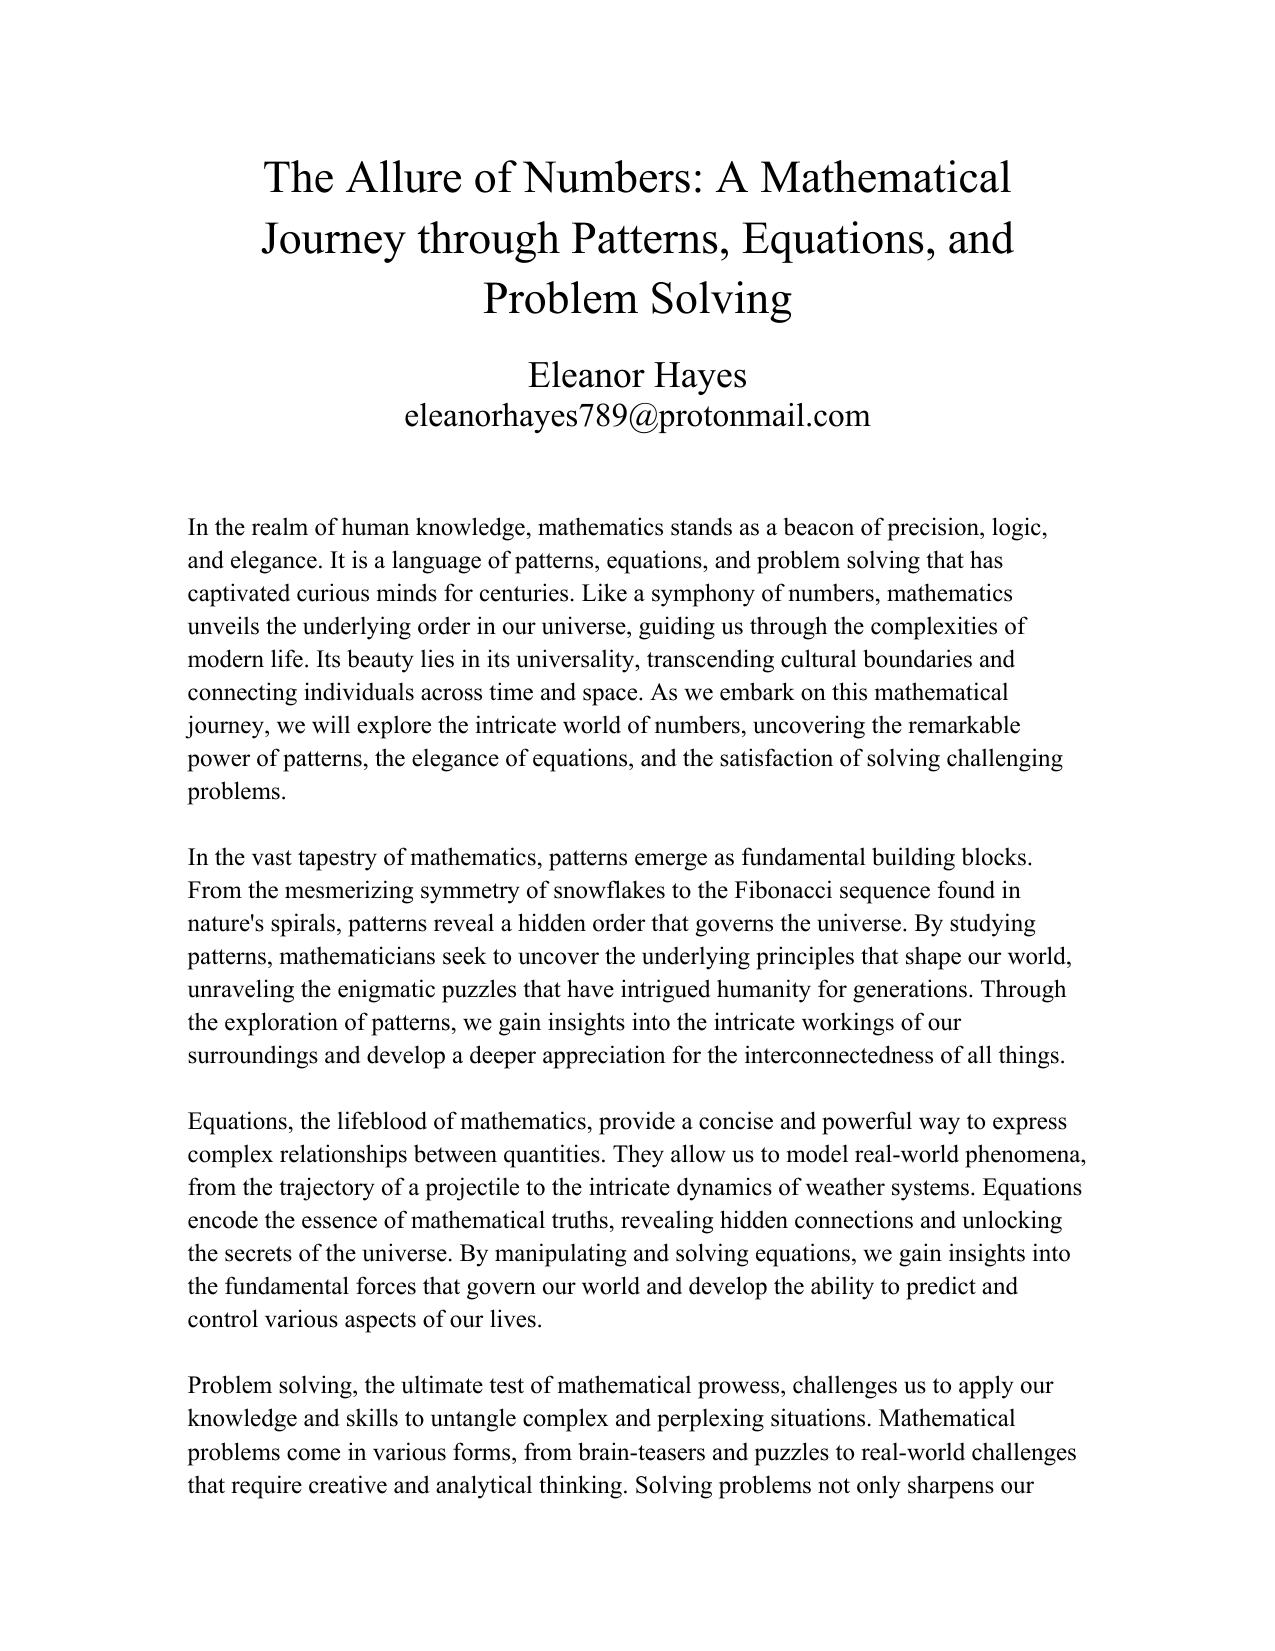 The Allure of Numbers: A Mathematical
Journey through Patterns, Equations, and
Problem Solving
Eleanor Hayes
eleanorhayes789@protonmail.com
In the realm of human knowledge, mathematics stands as a beacon of precision, logic,
and elegance. It is a language of patterns, equations, and problem solving that has
captivated curious minds for centuries. Like a symphony of numbers, mathematics
unveils the underlying order in our universe, guiding us through the complexities of
modern life. Its beauty lies in its universality, transcending cultural boundaries and
connecting individuals across time and space. As we embark on this mathematical
journey, we will explore the intricate world of numbers, uncovering the remarkable
power of patterns, the elegance of equations, and the satisfaction of solving challenging
problems.
In the vast tapestry of mathematics, patterns emerge as fundamental building blocks.
From the mesmerizing symmetry of snowflakes to the Fibonacci sequence found in
nature's spirals, patterns reveal a hidden order that governs the universe. By studying
patterns, mathematicians seek to uncover the underlying principles that shape our world,
unraveling the enigmatic puzzles that have intrigued humanity for generations. Through
the exploration of patterns, we gain insights into the intricate workings of our
surroundings and develop a deeper appreciation for the interconnectedness of all things.
Equations, the lifeblood of mathematics, provide a concise and powerful way to express
complex relationships between quantities. They allow us to model real-world phenomena,
from the trajectory of a projectile to the intricate dynamics of weather systems. Equations
encode the essence of mathematical truths, revealing hidden connections and unlocking
the secrets of the universe. By manipulating and solving equations, we gain insights into
the fundamental forces that govern our world and develop the ability to predict and
control various aspects of our lives.
Problem solving, the ultimate test of mathematical prowess, challenges us to apply our
knowledge and skills to untangle complex and perplexing situations. Mathematical
problems come in various forms, from brain-teasers and puzzles to real-world challenges
that require creative and analytical thinking. Solving problems not only sharpens our